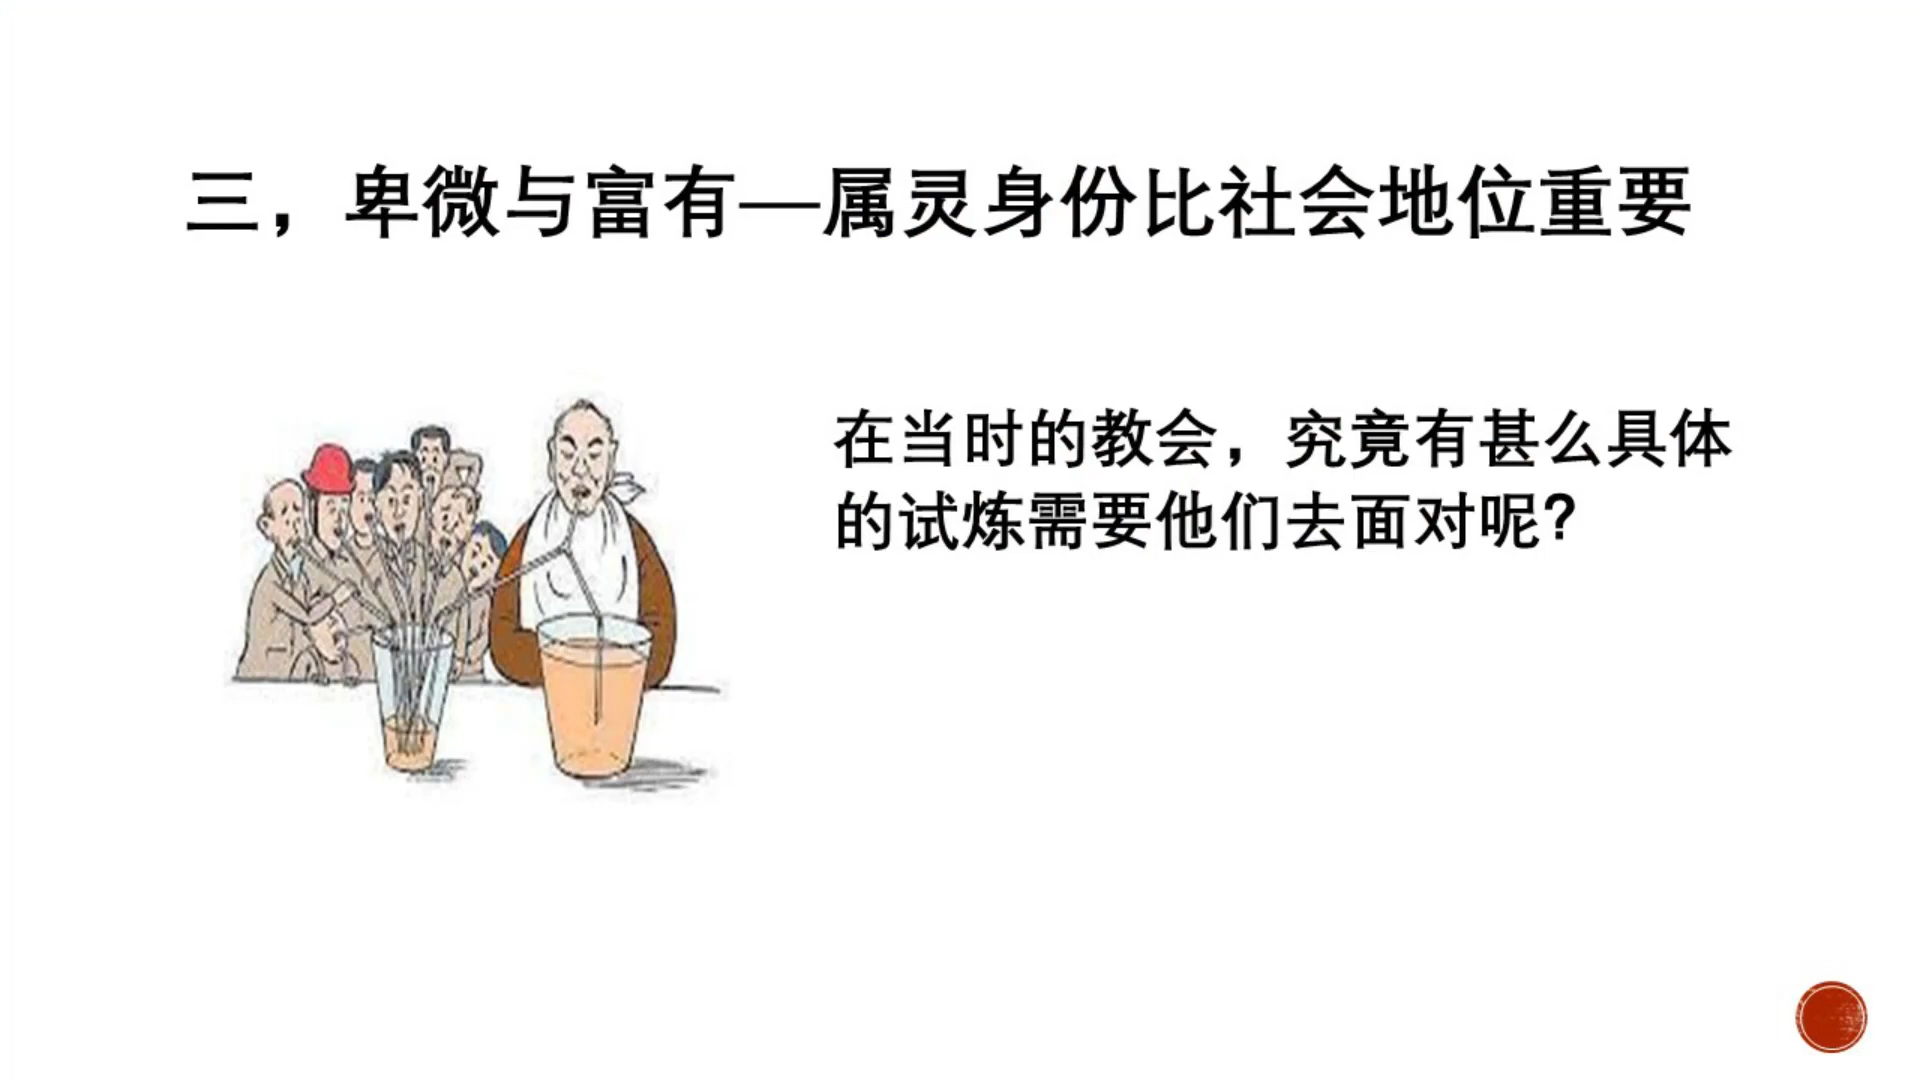 三，卑微与富有—属灵身份比社会地位重要
在当时的教会，究竟有甚么具体
的试炼需要他们去面对呢？